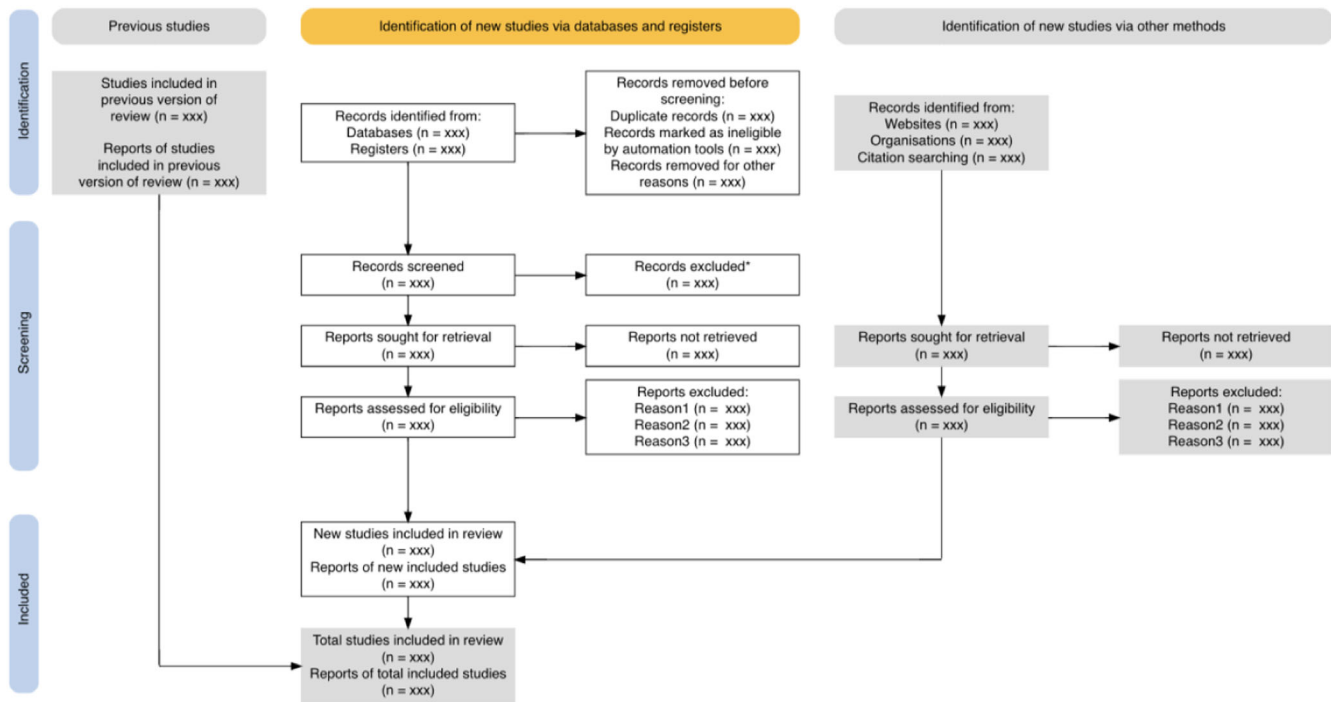 Previous studies
Identification of new studies via databases and registers
Identification of new studies via other methods
Identification
Studies included in
previous version of
review (n = xxx)
Reports of studies
included in previous
version of review (n = xxx)
Records identified from:
Databases (n = xxx)
Registers (n = xxx)
Records removed before
screening:
Duplicate records (n = xxx)
Records marked as ineligible
by automation tools (n = xxx)
Records removed for other
reasons (n = xxx)
Records identified from:
Websites (n = xxx)
Organisations (n = xxx)
Citation searching (n = xxx)
Screening
Records screened
(n = xxx)
Records excluded*
(n = xxx)
Reports sought for retrieval
(n = xxx)
Reports not retrieved
(n = xxx)
Reports sought for retrieval
(n = xxx)
Reports not retrieved
(n = xxx)
Reports assessed for eligibility
(n = xxx)
Reports excluded:
Reason1 (n =  xxx)
Reason2 (n =  xxx)
Reason3 (n =  xxx)
Reports assessed for eligibility
(n = xxx)
Reports excluded:
Reason1 (n =  xxx)
Reason2 (n =  xxx)
Reason3 (n =  xxx)
Included
New studies included in review
(n = xxx)
Reports of new included studies
(n = xxx)
Total studies included in review
(n = xxx)
Reports of total included studies
(n = xxx)